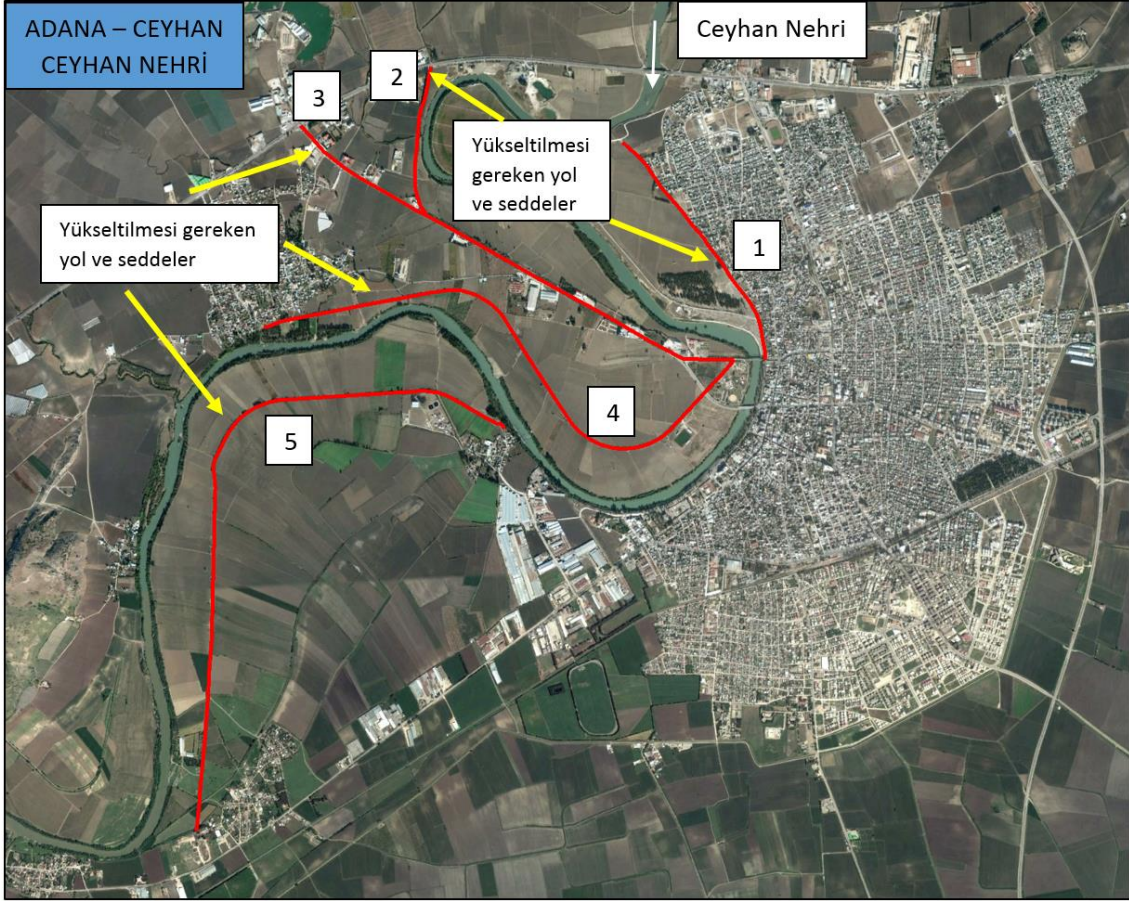 ADANA – CEYHAN
CEYHAN NEHRİ
Ceyhan Nehri
2
3
Yükseltilmesi
gereken yol
ve seddeler
1
Yükseltilmesi gereken
yol ve seddeler
4
5